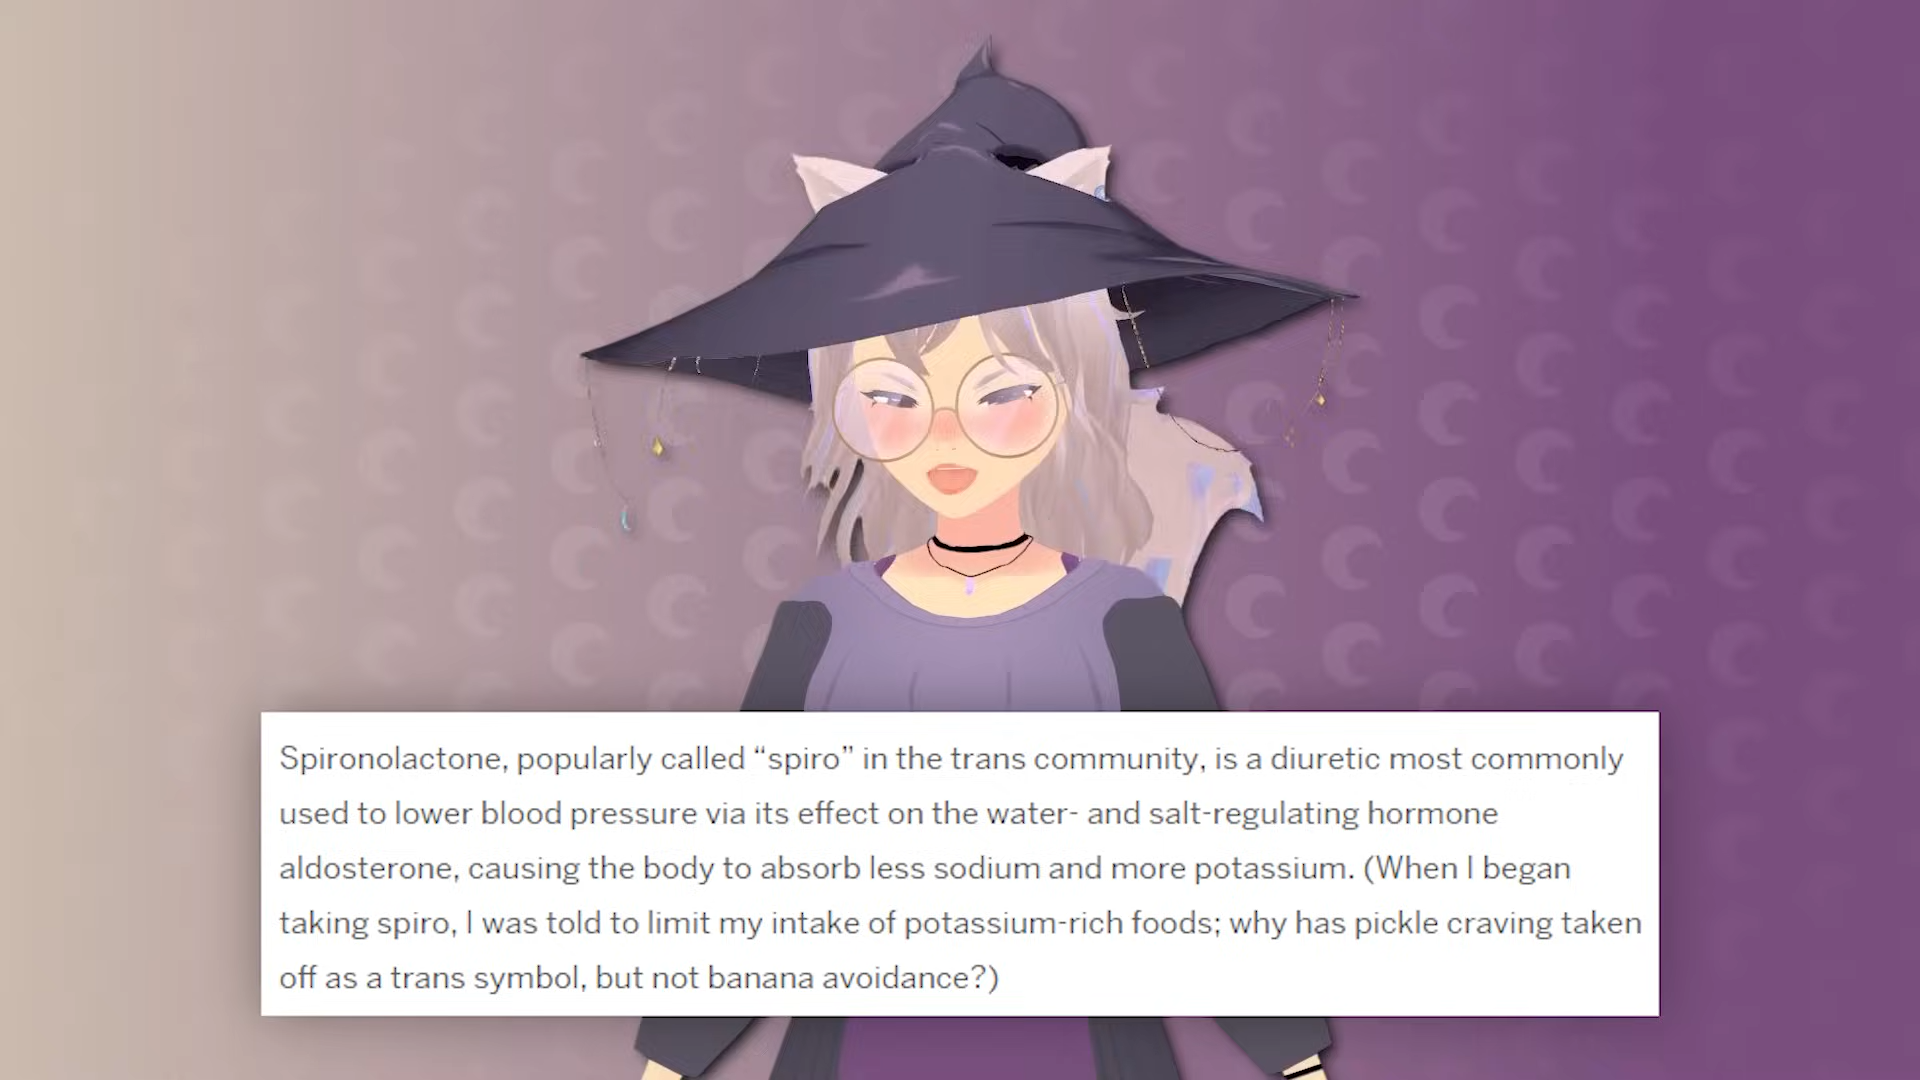 Spironolactone, popularly called “spiro” in the trans community, is a diuretic most commonly
used to lower blood pressure via its effect on the water- and salt-regulating hormone
aldosterone, causing the body to absorb less sodium and more potassium. (When I began
taking spiro, I was told to limit my intake of potassium-rich foods; why has pickle craving taken
off as a trans symbol, but not banana avoidance?)